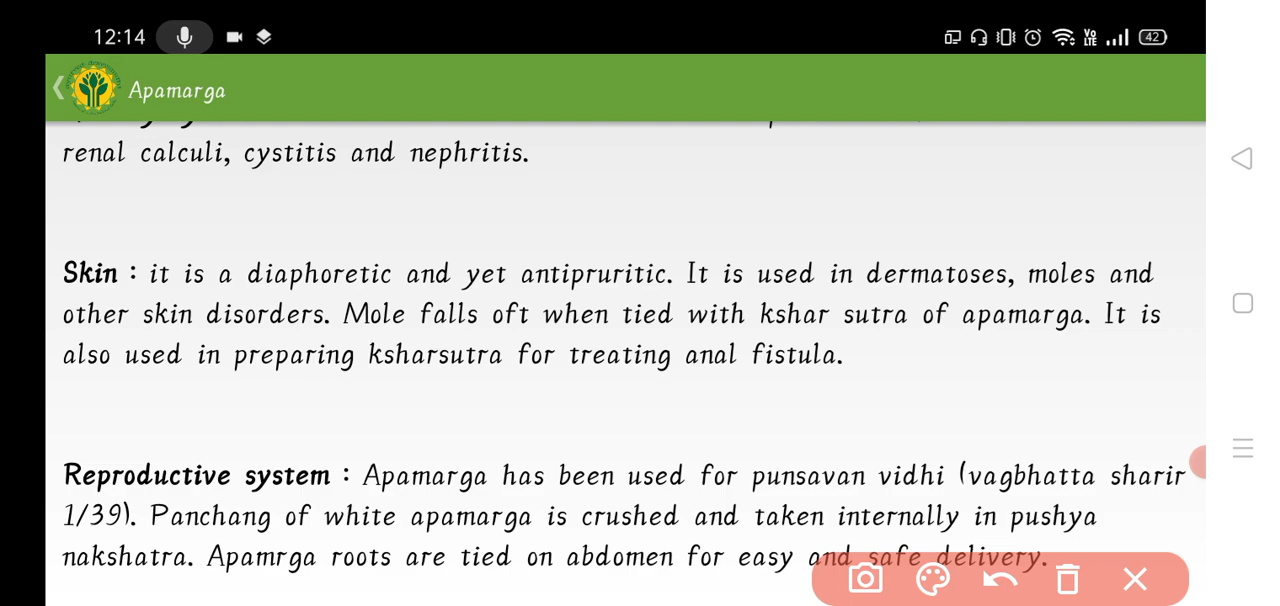 12:14
Vo LTE
42
Apamarga
renal calculi, cystitis and nephritis.
Skin : it is a diaphoretic and yet antipruritic. It is used in dermatoses, moles and
other skin disorders. Mole falls oft when tied with kshar sutra of apamarga. It is
also used in preparing ksharsutra for treating anal fistula.
Reproductive system : Apamarga has been used for punsavan vidhi (vagbhatta sharir
1/39). Panchang of white apamarga is crushed and taken internally in pushya
nakshatra. Apamrga roots are tied on abdomen for easy and safe delivery.